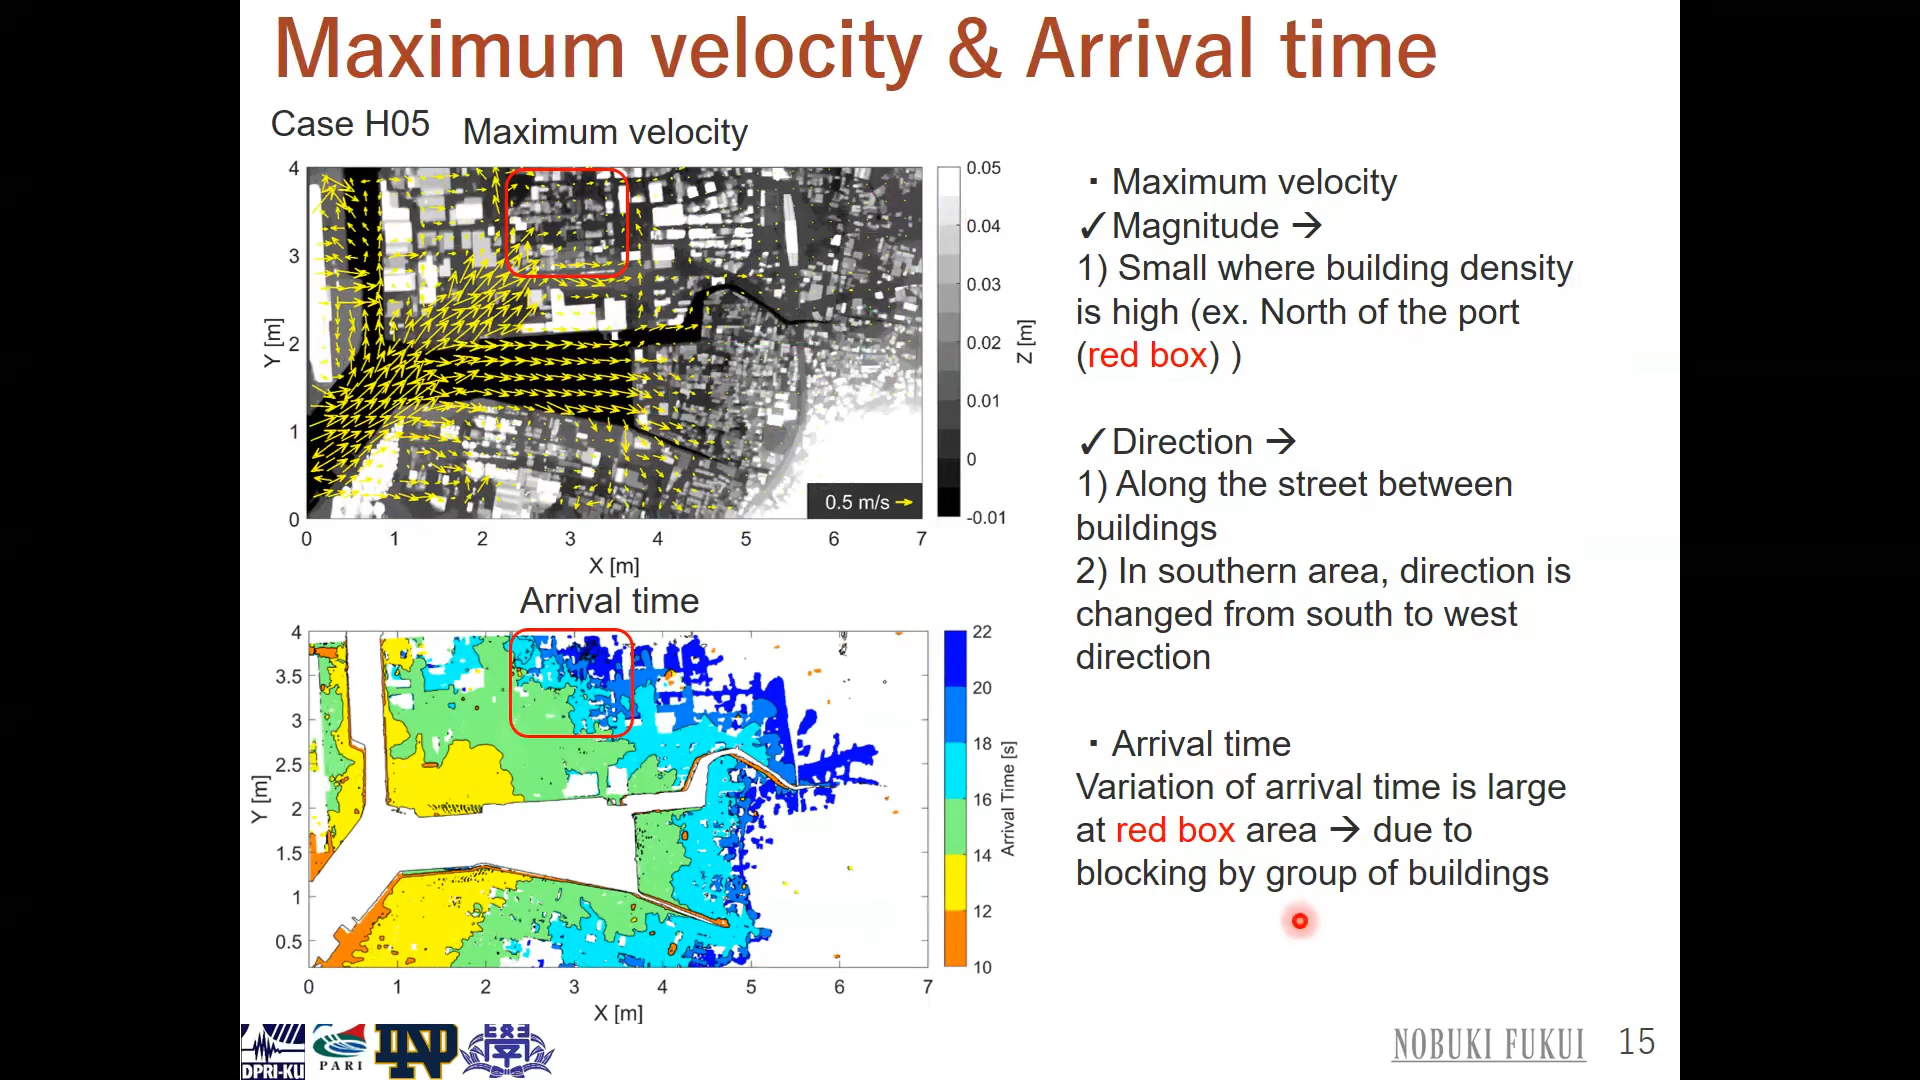 Maximum velocity & Arrival time
Case H05
Maximum velocity
4
3
2
1
0
Y [m]
0 1 2 3 4 5 6 7
X [m]
0.5 m/s
0.05
0.04
0.03
0.02
0.01
0
-0.01
Z [m]
Arrival time
4
3.5
3
2.5
2
1.5
1
0.5
Y [m]
0 1 2 3 4 5 6 7
X [m]
22
20
18
16
14
12
10
Arrival Time [s]
・Maximum velocity
✓Magnitude →
1) Small where building density
is high (ex. North of the port
(red box) )
✓Direction →
1) Along the street between
buildings
2) In southern area, direction is
changed from south to west
direction
・Arrival time
Variation of arrival time is large
at red box area → due to
blocking by group of buildings
DPRI-KU
PARI
ND
NOBUKI FUKUI
15